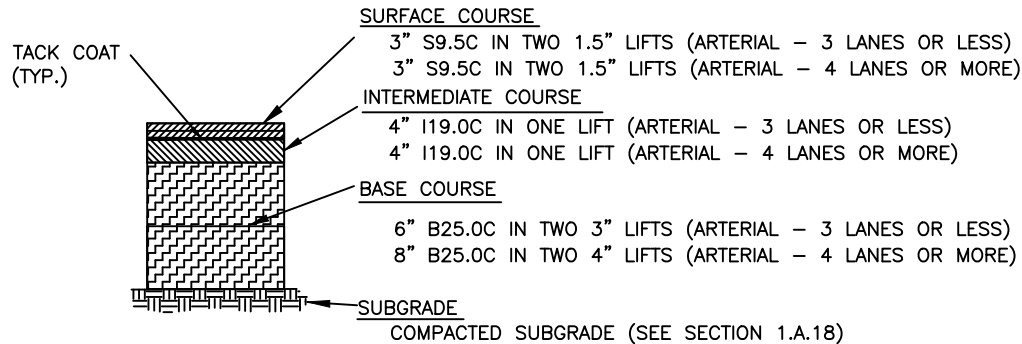 SURFACE COURSE
3" S9.5C IN TWO 1.5" LIFTS (ARTERIAL – 3 LANES OR LESS)
3" S9.5C IN TWO 1.5" LIFTS (ARTERIAL – 4 LANES OR MORE)
TACK COAT
(TYP.)
INTERMEDIATE COURSE
4" I19.0C IN ONE LIFT (ARTERIAL – 3 LANES OR LESS)
4" I19.0C IN ONE LIFT (ARTERIAL – 4 LANES OR MORE)
BASE COURSE
6" B25.0C IN TWO 3" LIFTS (ARTERIAL – 3 LANES OR LESS)
8" B25.0C IN TWO 4" LIFTS (ARTERIAL – 4 LANES OR MORE)
SUBGRADE
COMPACTED SUBGRADE (SEE SECTION 1.A.18)